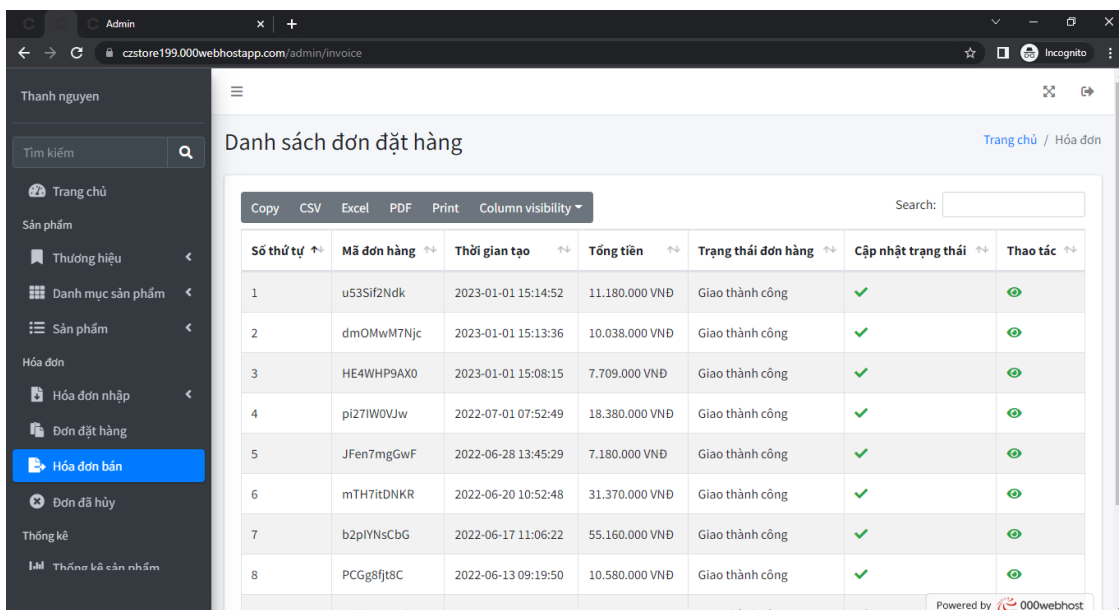 Admin
czstore199.000webhostapp.com/admin/invoice
Incognito
Thanh nguyen
Tìm kiếm
Trang chủ
Sản phẩm
Thương hiệu
Danh mục sản phẩm
Sản phẩm
Hóa đơn
Hóa đơn nhập
Đơn đặt hàng
Hóa đơn bán
Đơn đã hủy
Thống kê
Thống kê sản phẩm
Danh sách đơn đặt hàng
Trang chủ / Hóa đơn
Copy CSV Excel PDF Print Column visibility
Search:
Số thứ tự Mã đơn hàng Thời gian tạo Tổng tiền Trạng thái đơn hàng Cập nhật trạng thái Thao tác
1 u53Sif2Ndk 2023-01-01 15:14:52 11.180.000 VNĐ Giao thành công
2 dmOMwM7Njc 2023-01-01 15:13:36 10.038.000 VNĐ Giao thành công
3 HE4WHP9AX0 2023-01-01 15:08:15 7.709.000 VNĐ Giao thành công
4 pi27IW0VJw 2022-07-01 07:52:49 18.380.000 VNĐ Giao thành công
5 JFen7mgGwF 2022-06-28 13:45:29 7.180.000 VNĐ Giao thành công
6 mTH7itDNKR 2022-06-20 10:52:48 31.370.000 VNĐ Giao thành công
7 b2pIYNsCbG 2022-06-17 11:06:22 55.160.000 VNĐ Giao thành công
8 PCGg8fjt8C 2022-06-13 09:19:50 10.580.000 VNĐ Giao thành công
Powered by 000webhost